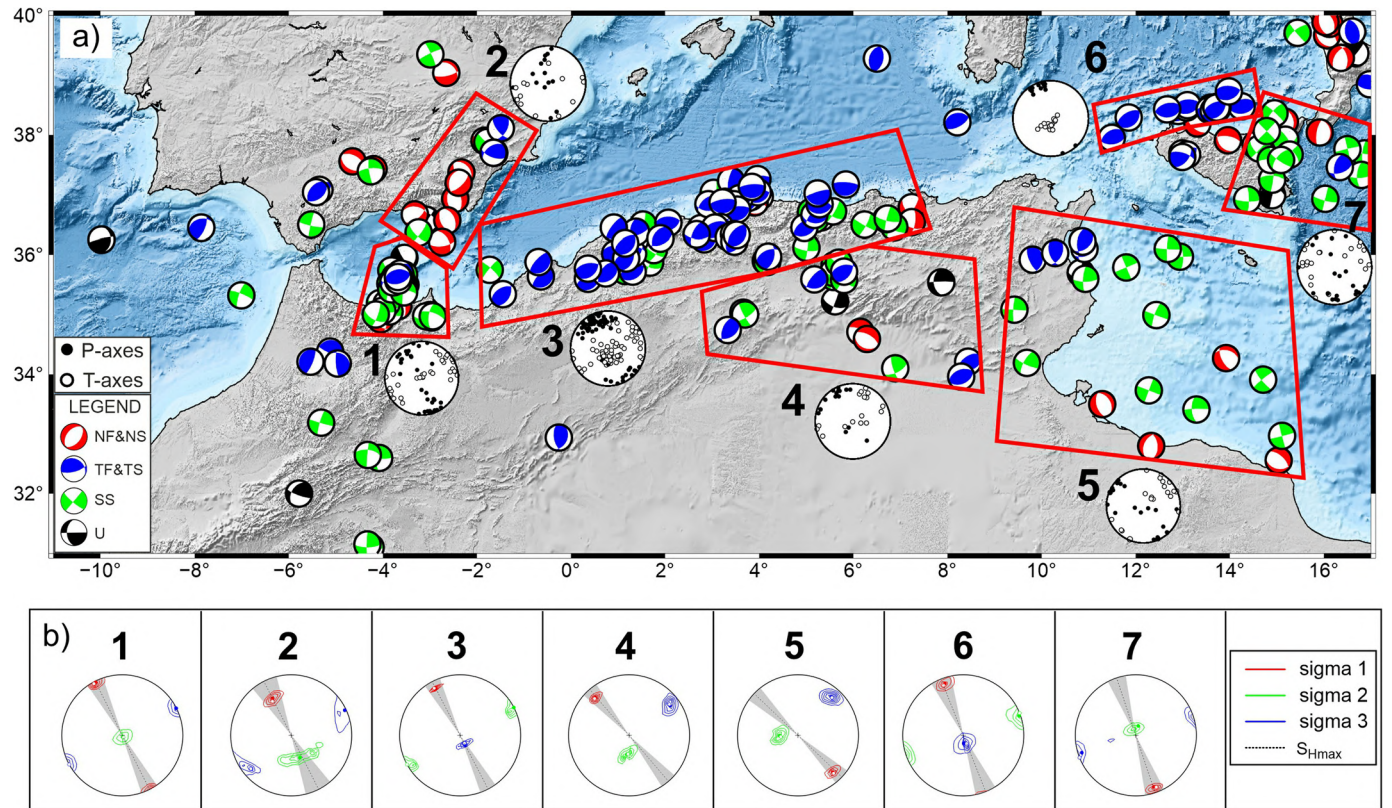 a)
40°
38°
36°
34°
32°
2
6
1
3
4
5
7
P-axes
T-axes
LEGEND
NF&NS
TF&TS
SS
U
−10° −8° −6° −4° −2° 0° 2° 4° 6° 8° 10° 12° 14° 16°
b)
1 2 3 4 5 6 7
sigma 1
sigma 2
sigma 3
SHmax